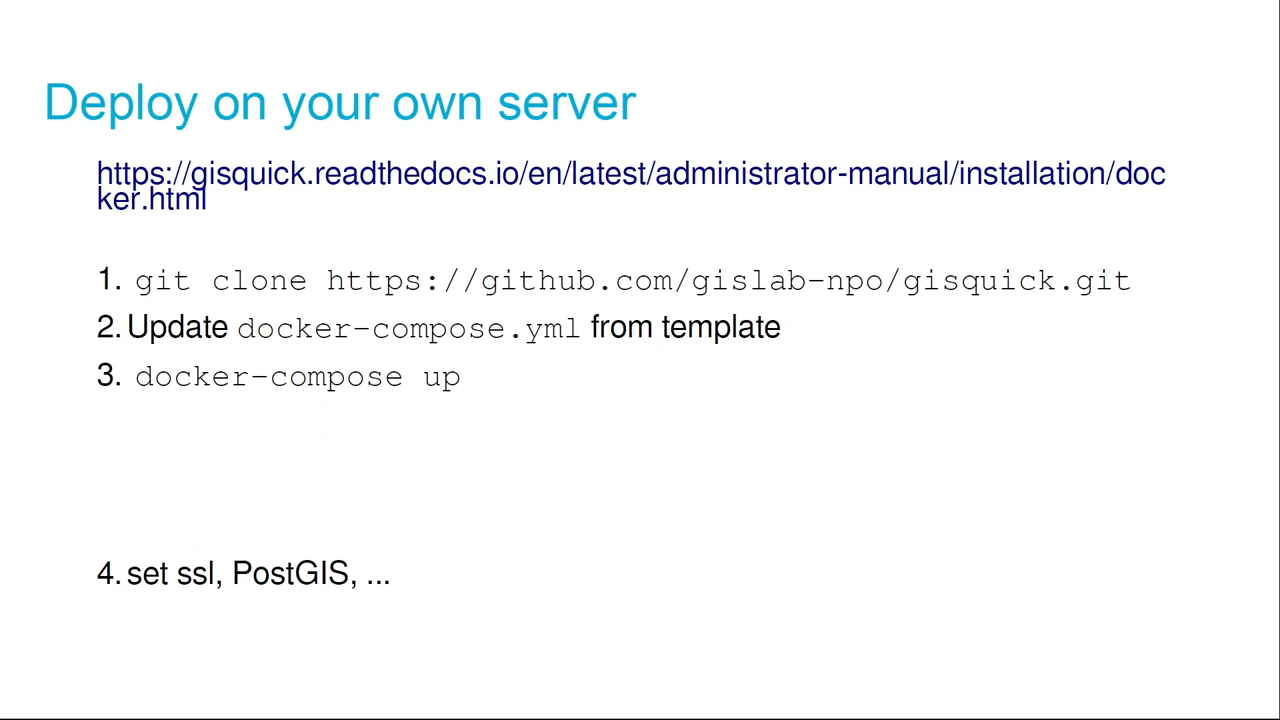 Deploy on your own server
https://gisquick.readthedocs.io/en/latest/administrator-manual/installation/doc
ker.html
1. git clone https://github.com/gislab-npo/gisquick.git
2. Update docker-compose.yml from template
3. docker-compose up
4. set ssl, PostGIS, ...